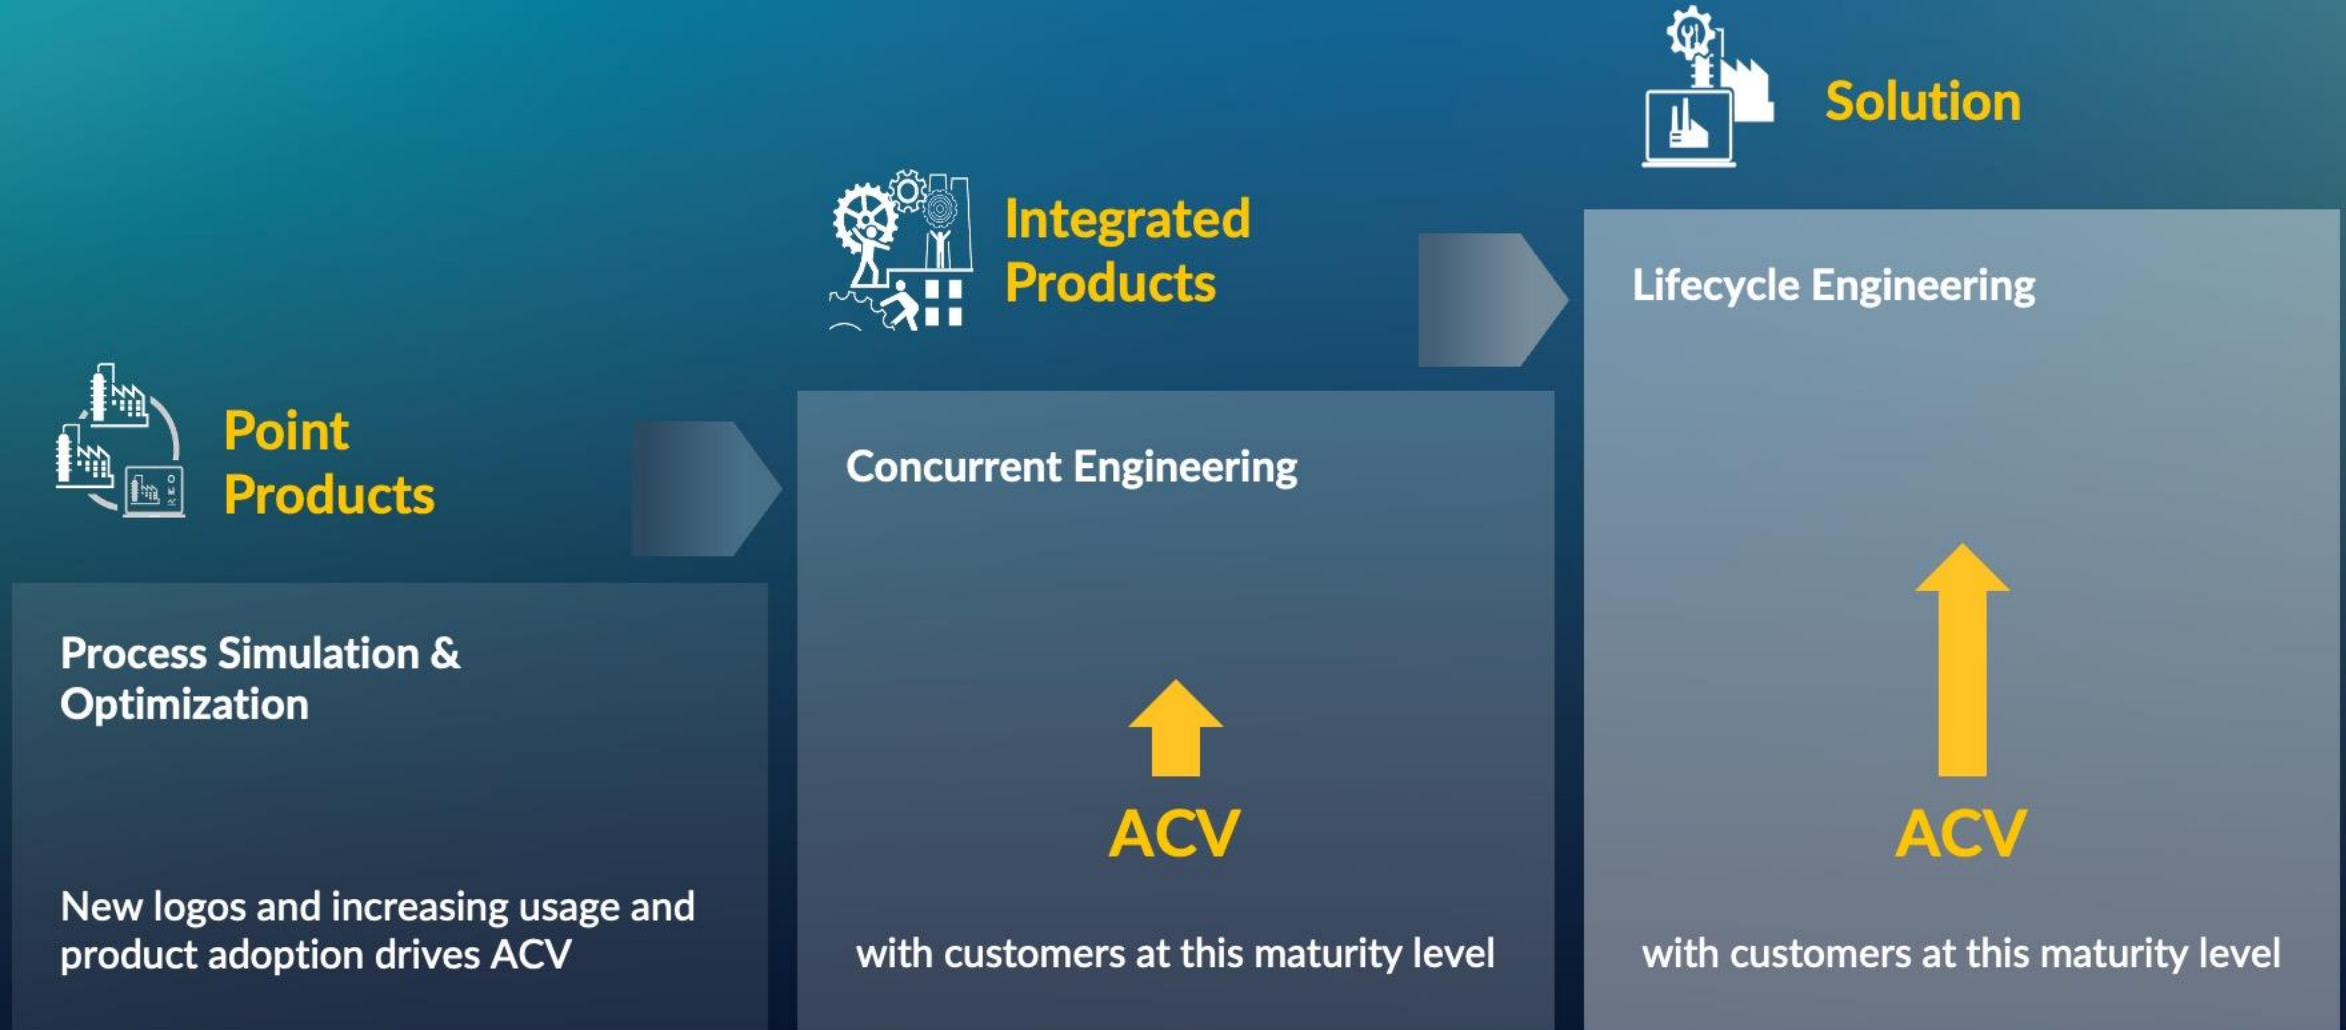 Point
Products
Process Simulation &
Optimization
New logos and increasing usage and
product adoption drives ACV
Integrated
Products
Concurrent Engineering
ACV
with customers at this maturity level
Solution
Lifecycle Engineering
ACV
with customers at this maturity level